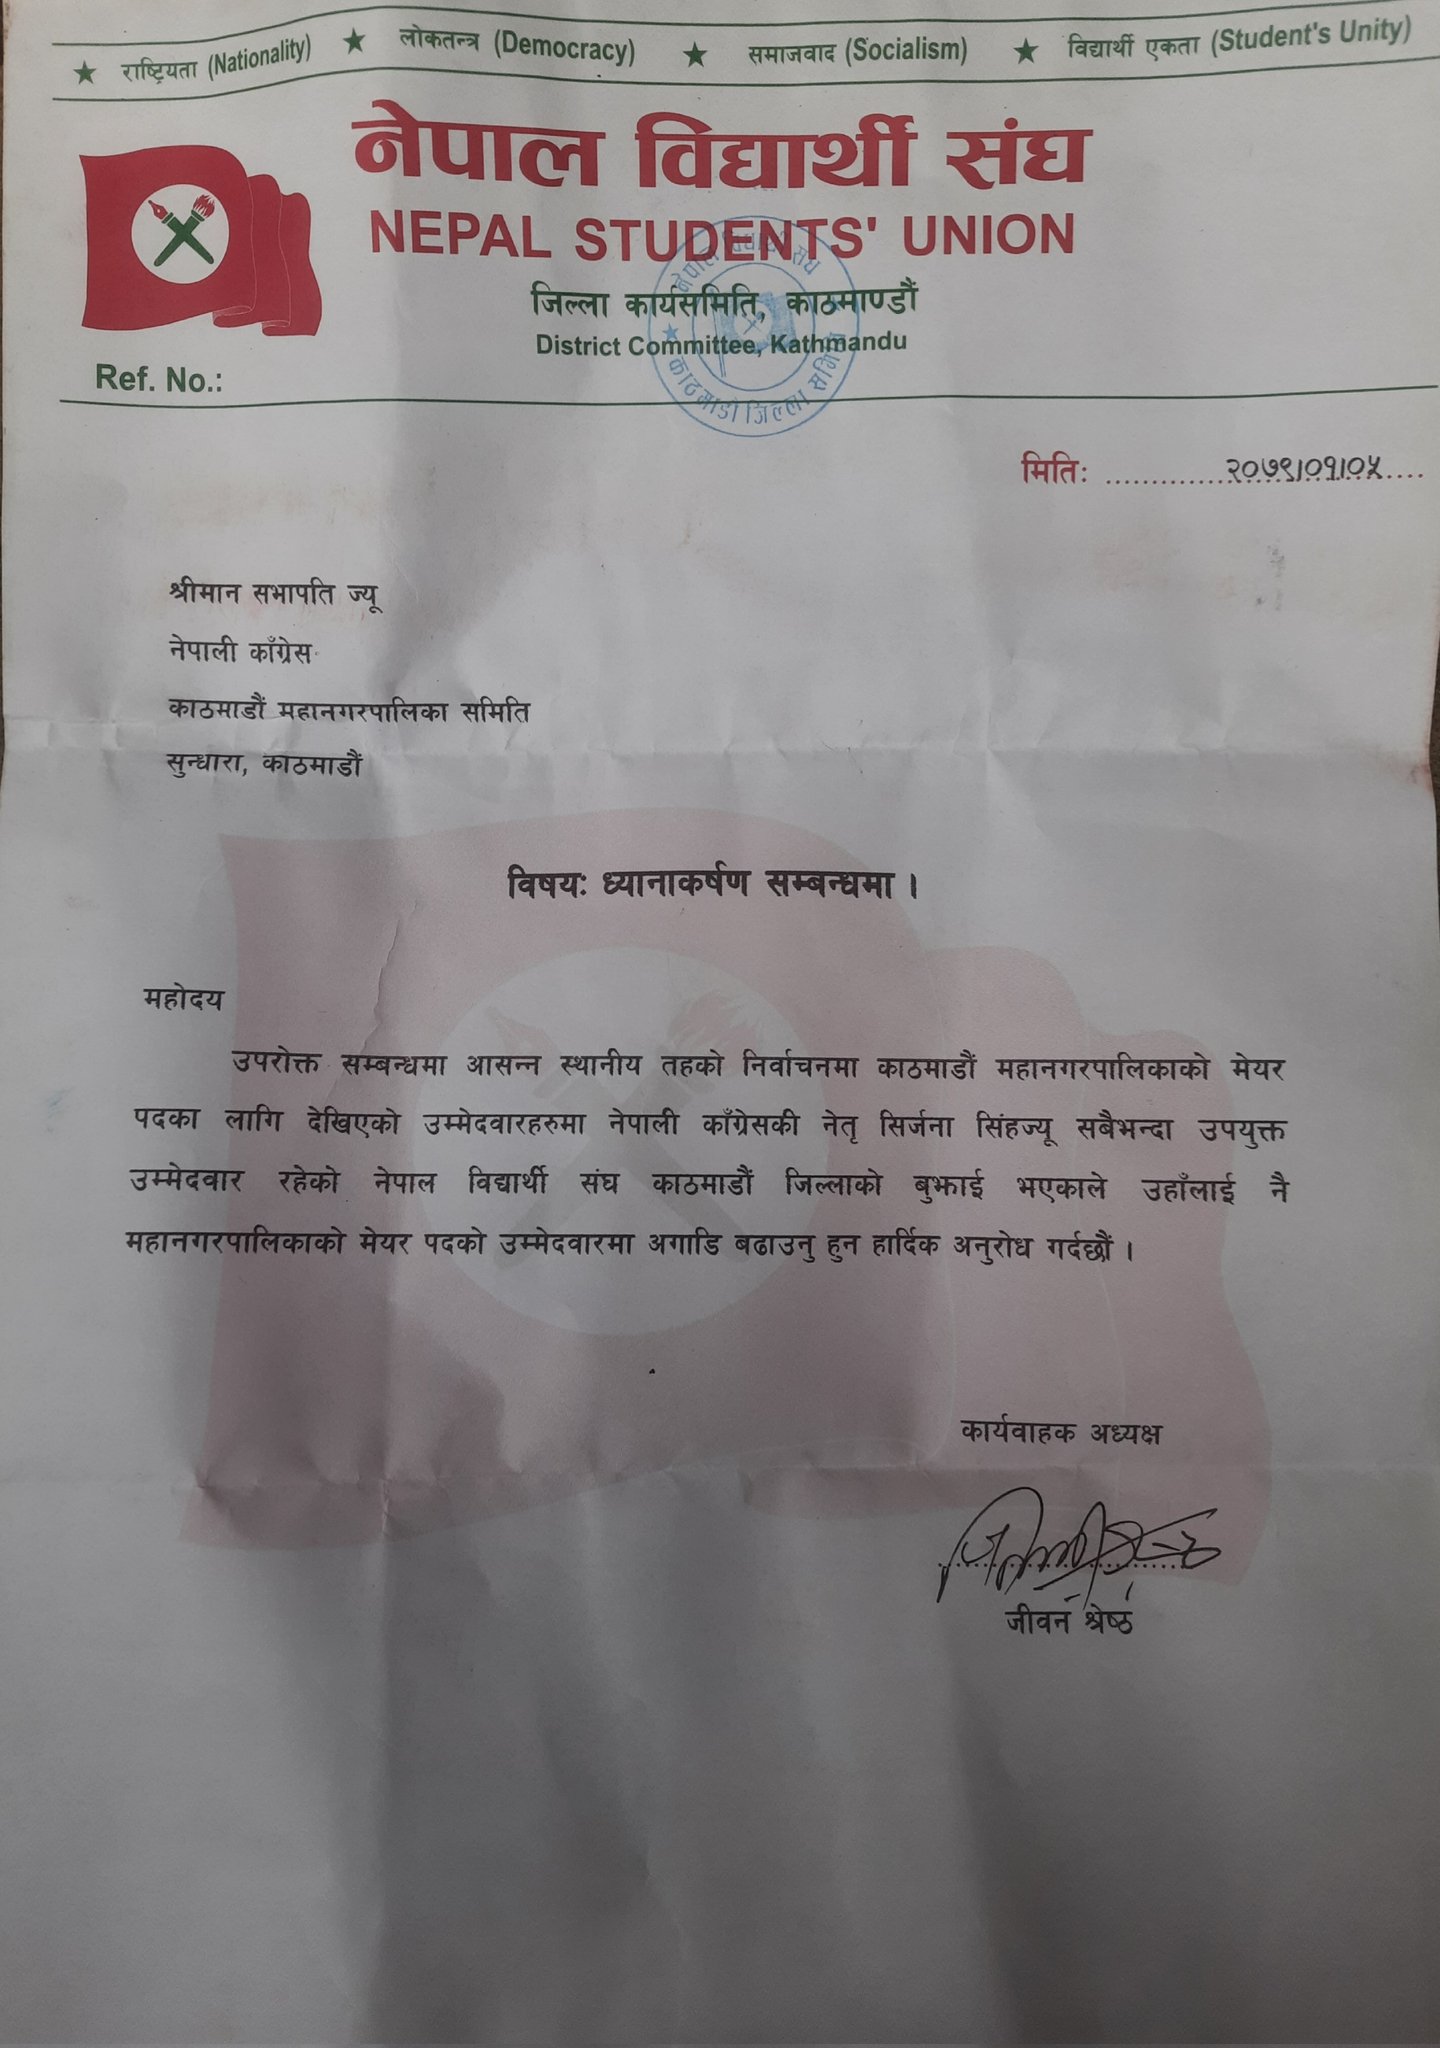 ★ राष्ट्रियता (Nationality) ★ लोकतन्त्र (Democracy) ★ समाजवाद (Socialism) ★ विद्यार्थी एकता (Student's Unity)
नेपाल विद्यार्थी संघ
NEPAL STUDENTS' UNION
जिल्ला कार्यसमिति, काठमाण्डौं
District Committee, Kathmandu
नेपाल विद्यार्थी संघ
★ काठमाडौं जिल्ला समिति
Ref. No.:
मितिः ..................२०७९।०१।०५....
श्रीमान सभापति ज्यू
नेपाली काँग्रेस
काठमाडौं महानगरपालिका समिति
सुन्धारा, काठमाडौं
विषयः ध्यानाकर्षण सम्बन्धमा ।
महोदय
उपरोक्त सम्बन्धमा आसन्न स्थानीय तहको निर्वाचनमा काठमाडौं महानगरपालिकाको मेयर
पदका लागि देखिएको उम्मेदवारहरुमा नेपाली काँग्रेसकी नेतृ सिर्जना सिंहज्यू सबैभन्दा उपयुक्त
उम्मेदवार रहेको नेपाल विद्यार्थी संघ काठमाडौं जिल्लाको बुझाई भएकाले उहाँलाई नै
महानगरपालिकाको मेयर पदको उम्मेदवारमा अगाडि बढाउनु हुन हार्दिक अनुरोध गर्दछौं ।
कार्यवाहक अध्यक्ष
जीवन श्रेष्ठ